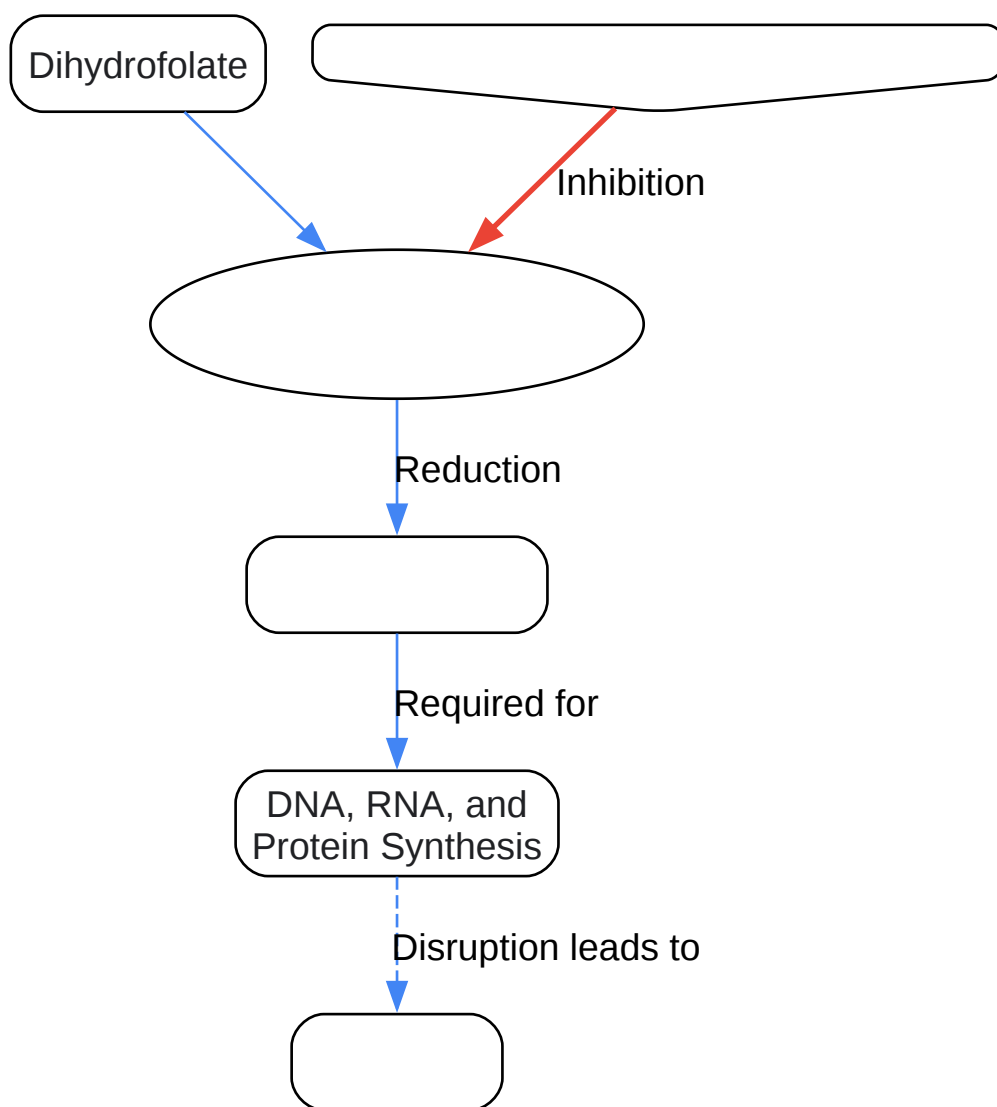 Dihydrofolate
Inhibition
Reduction
Required for
DNA, RNA, and
Protein Synthesis
Disruption leads to